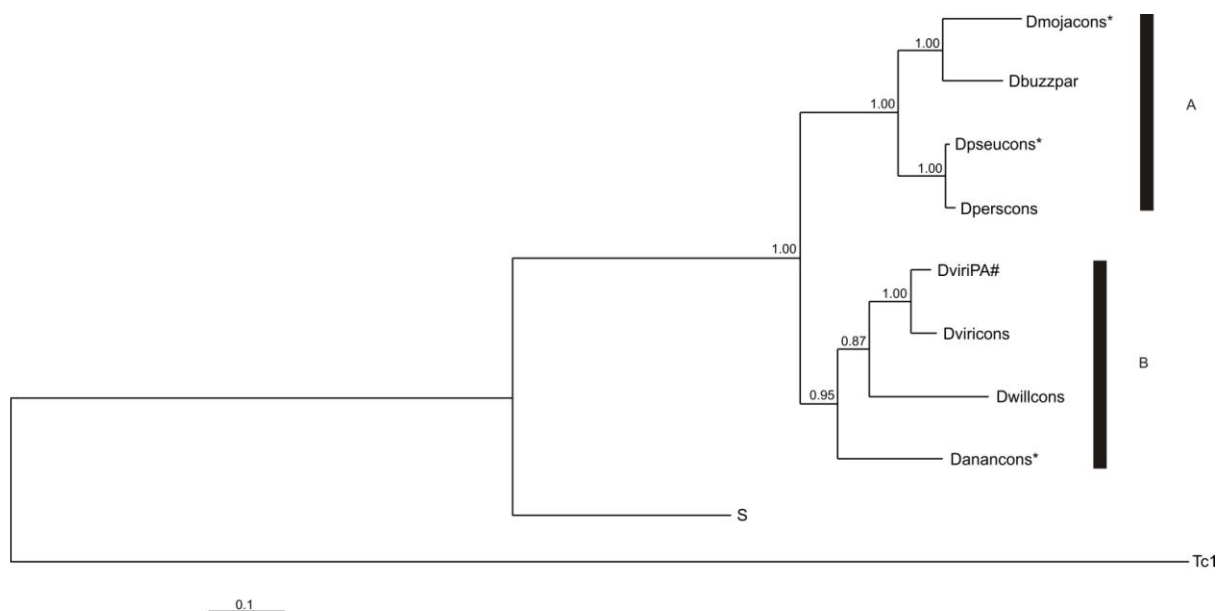 Dmojacons*
1.00
Dbuzzpar
A
1.00
Dpseucons*
1.00
Dperscons
1.00
DviriPA#
1.00
Dviricons
0.87
B
Dwillcons
0.95
Danancons*
S
Tc1
0.1